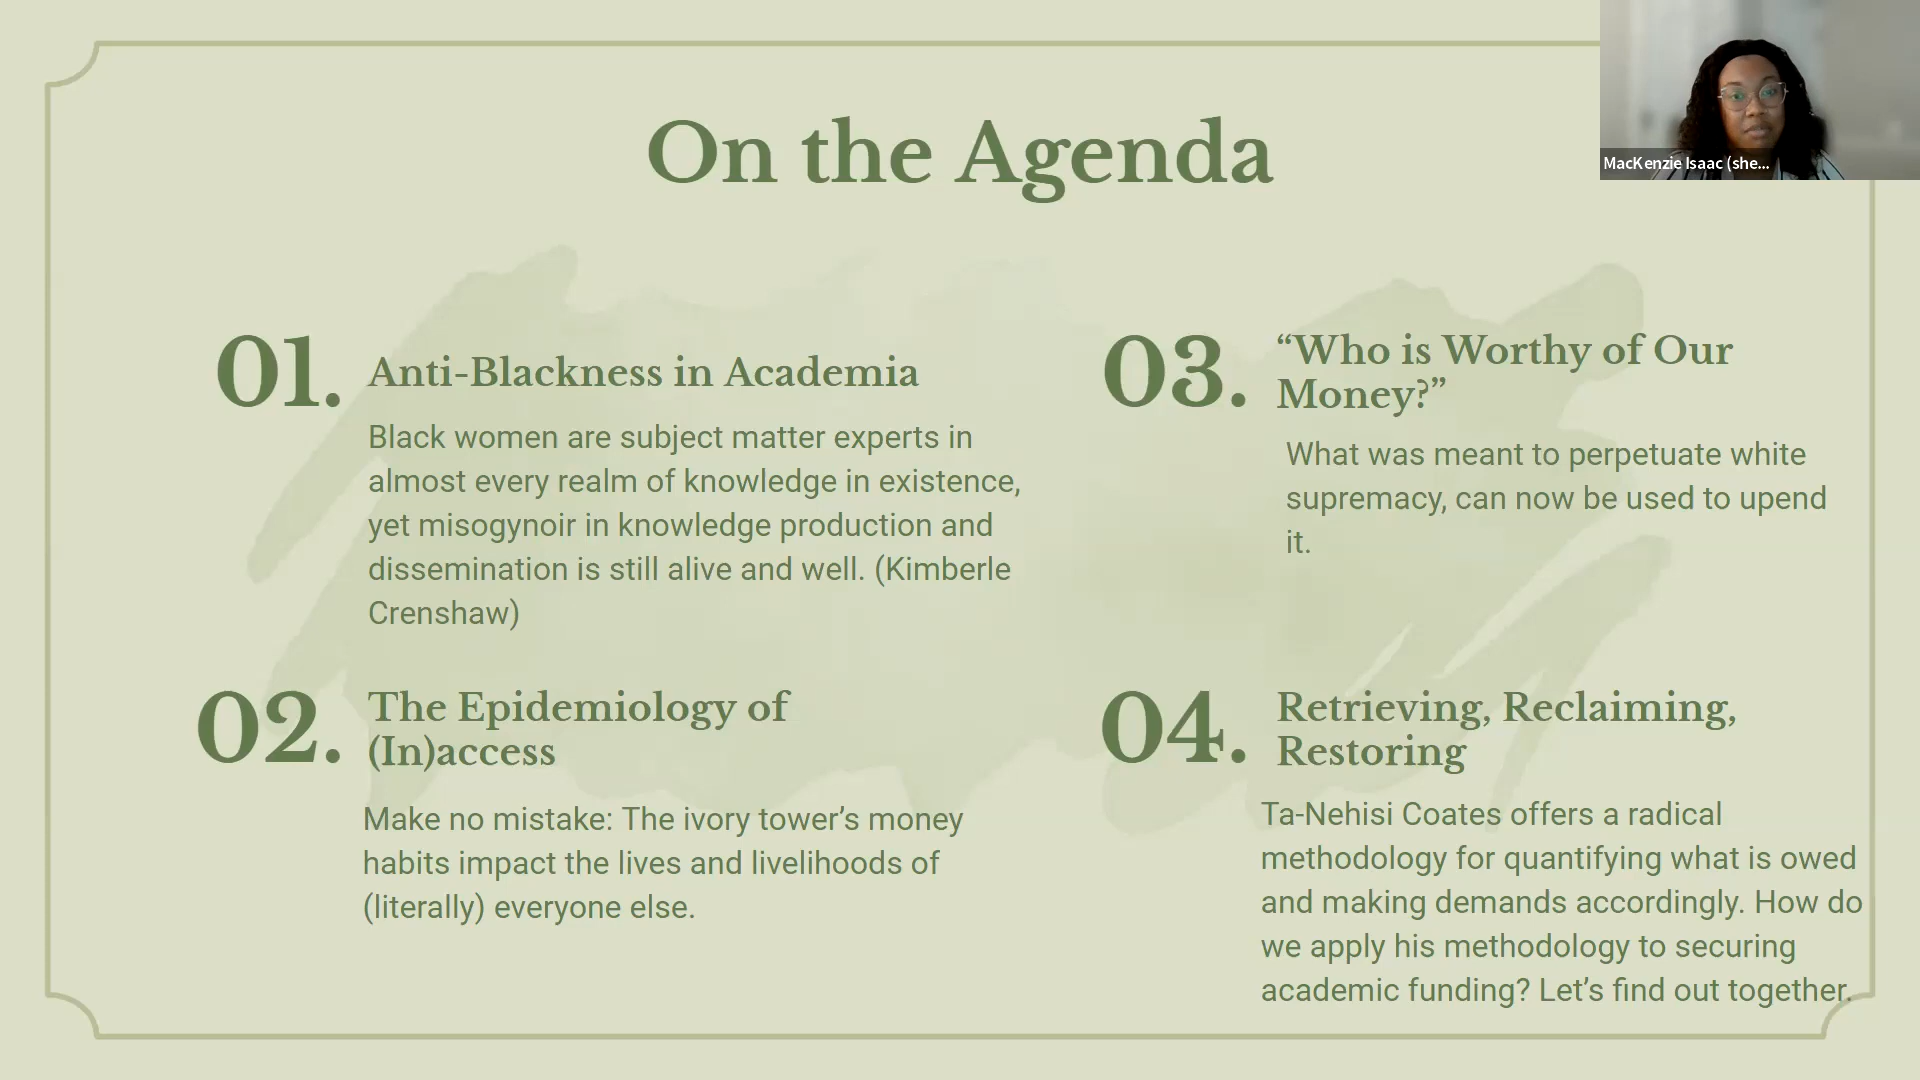 On the Agenda
MacKenzie Isaac (she...
01.
Anti-Blackness in Academia
Black women are subject matter experts in
almost every realm of knowledge in existence,
yet misogynoir in knowledge production and
dissemination is still alive and well. (Kimberle
Crenshaw)
02.
The Epidemiology of
(In)access
Make no mistake: The ivory tower’s money
habits impact the lives and livelihoods of
(literally) everyone else.
03.
“Who is Worthy of Our
Money?”
What was meant to perpetuate white
supremacy, can now be used to upend
it.
04.
Retrieving, Reclaiming,
Restoring
Ta-Nehisi Coates offers a radical
methodology for quantifying what is owed
and making demands accordingly. How do
we apply his methodology to securing
academic funding? Let’s find out together.